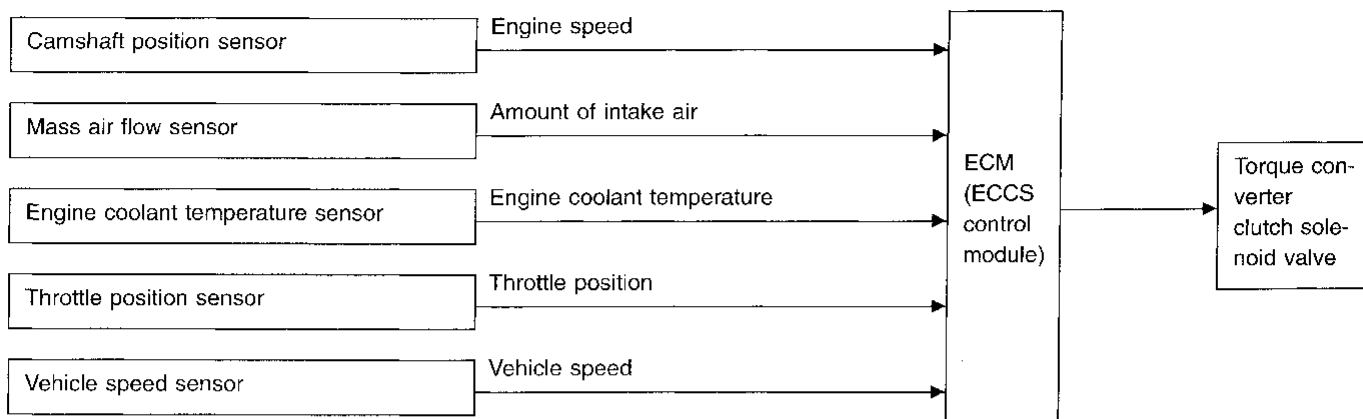 Camshaft position sensor
Engine speed
Mass air flow sensor
Amount of intake air
Engine coolant temperature sensor
Engine coolant temperature
Throttle position sensor
Throttle position
Vehicle speed sensor
Vehicle speed
ECM
(ECCS
control
module)
Torque con-
verter
clutch sole-
noid valve